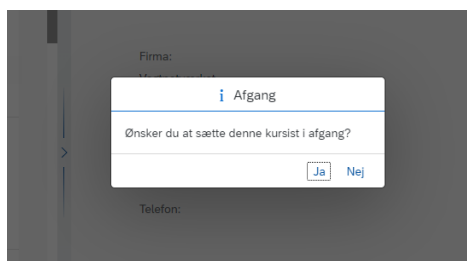 Firma:
Afgang
Ønsker du at sætte denne kursist i afgang?
Ja Nej
Telefon: